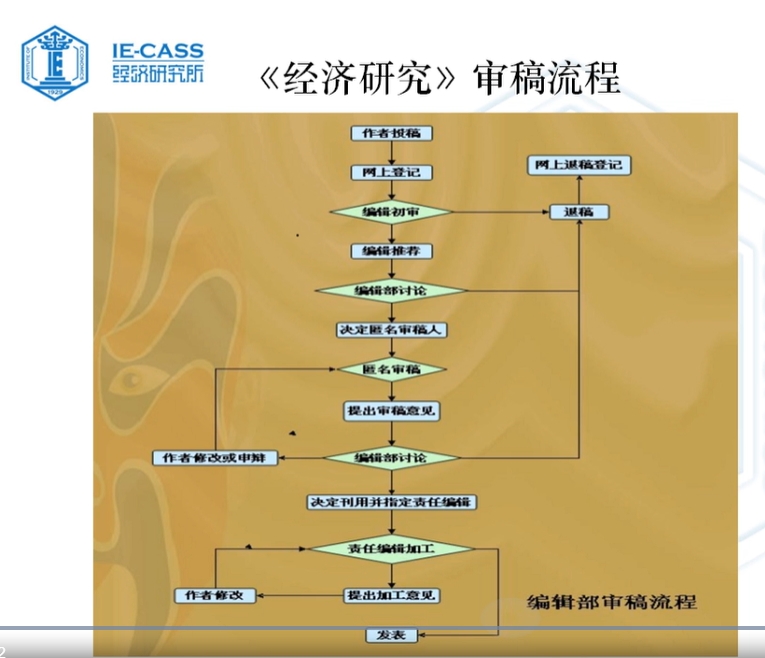 IE-CASS
经济研究所
INSTITUTE OF
ECONOMICS
1929
《经济研究》审稿流程
作者投稿
网上登记
网上退稿登记
编辑初审
退稿
编辑推荐
编辑部讨论
决定匿名审稿人
匿名审稿
提出审稿意见
作者修改或申辩
编辑部讨论
决定刊用并指定责任编辑
责任编辑加工
作者修改
提出加工意见
编辑部审稿流程
发表
2